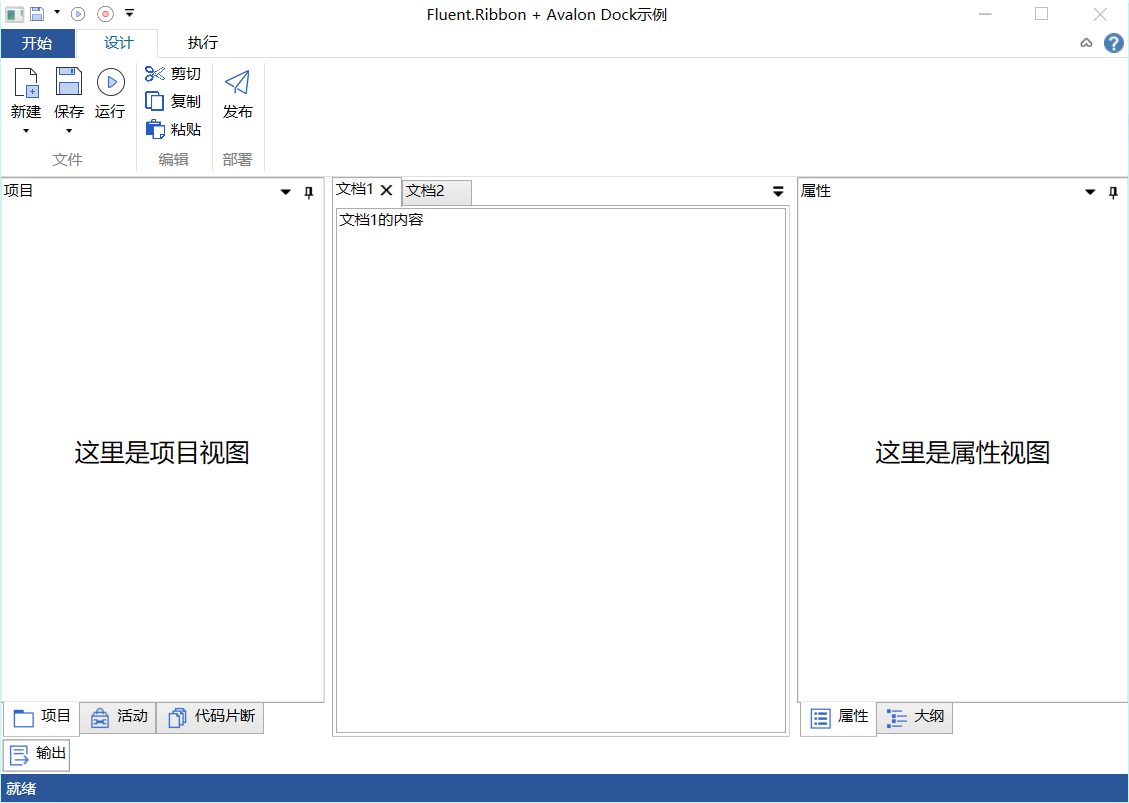 Fluent.Ribbon + Avalon Dock示例
开始 设计 执行
新建 保存 运行 剪切 复制 粘贴 发布
文件 编辑 部署
项目 文档1 文档2 属性
文档1的内容
这里是项目视图 这里是属性视图
项目 活动 代码片断 属性 大纲
输出
就绪